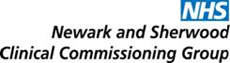 NHS
Newark and Sherwood
Clinical Commissioning Group